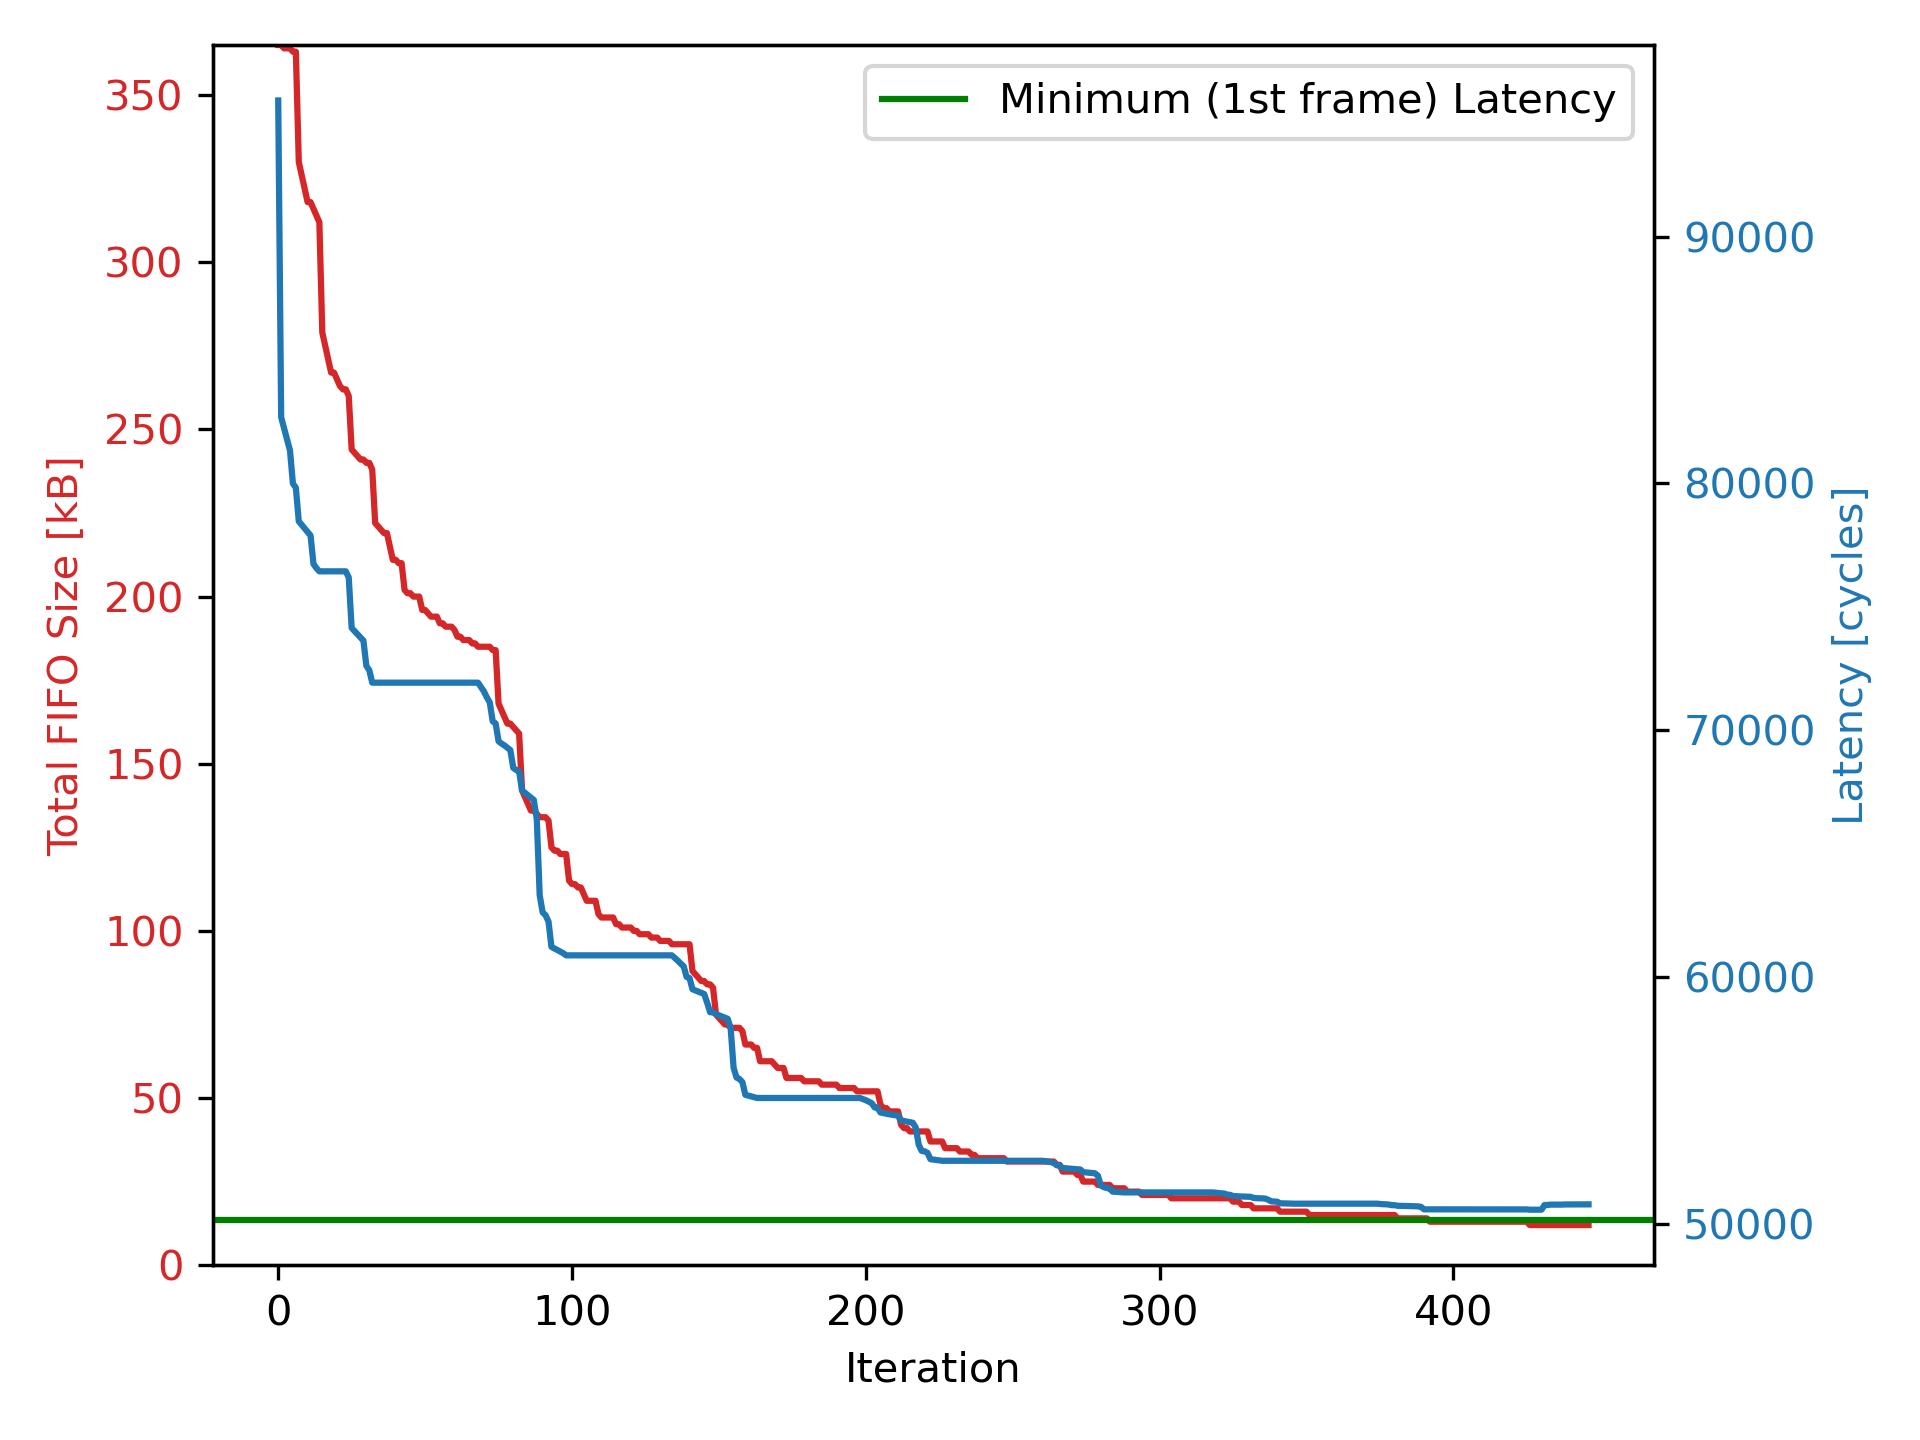 Minimum (1st frame) Latency
Total FIFO Size [kB]
350
300
250
200
150
100
50
0
90000
80000
70000
60000
50000
Latency [cycles]
0 100 200 300 400
Iteration